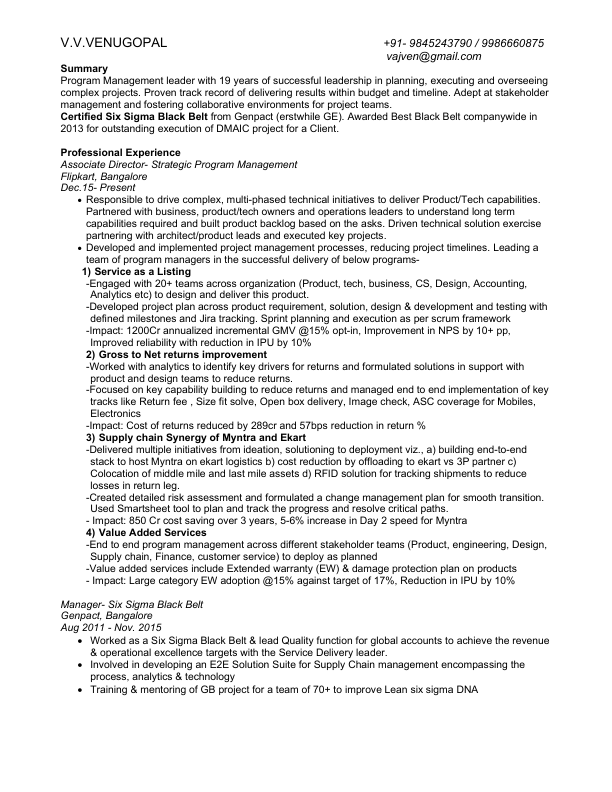 V.V.VENUGOPAL
+91- 9845243790 / 9986660875
vajven@gmail.com
Summary
Program Management leader with 19 years of successful leadership in planning, executing and overseeing
complex projects. Proven track record of delivering results within budget and timeline. Adept at stakeholder
management and fostering collaborative environments for project teams.
Certified Six Sigma Black Belt from Genpact (erstwhile GE). Awarded Best Black Belt companywide in
2013 for outstanding execution of DMAIC project for a Client.
Professional Experience
Associate Director- Strategic Program Management
Flipkart, Bangalore
Dec.15- Present
• Responsible to drive complex, multi-phased technical initiatives to deliver Product/Tech capabilities.
Partnered with business, product/tech owners and operations leaders to understand long term
capabilities required and built product backlog based on the asks. Driven technical solution exercise
partnering with architect/product leads and executed key projects.
• Developed and implemented project management processes, reducing project timelines. Leading a
team of program managers in the successful delivery of below programs-
1) Service as a Listing
-Engaged with 20+ teams across organization (Product, tech, business, CS, Design, Accounting,
Analytics etc) to design and deliver this product.
-Developed project plan across product requirement, solution, design & development and testing with
defined milestones and Jira tracking. Sprint planning and execution as per scrum framework
-Impact: 1200Cr annualized incremental GMV @15% opt-in, Improvement in NPS by 10+ pp,
Improved reliability with reduction in IPU by 10%
2) Gross to Net returns improvement
-Worked with analytics to identify key drivers for returns and formulated solutions in support with
product and design teams to reduce returns.
-Focused on key capability building to reduce returns and managed end to end implementation of key
tracks like Return fee , Size fit solve, Open box delivery, Image check, ASC coverage for Mobiles,
Electronics
-Impact: Cost of returns reduced by 289cr and 57bps reduction in return %
3) Supply chain Synergy of Myntra and Ekart
-Delivered multiple initiatives from ideation, solutioning to deployment viz., a) building end-to-end
stack to host Myntra on ekart logistics b) cost reduction by offloading to ekart vs 3P partner c)
Colocation of middle mile and last mile assets d) RFID solution for tracking shipments to reduce
losses in return leg.
-Created detailed risk assessment and formulated a change management plan for smooth transition.
Used Smartsheet tool to plan and track the progress and resolve critical paths.
- Impact: 850 Cr cost saving over 3 years, 5-6% increase in Day 2 speed for Myntra
4) Value Added Services
-End to end program management across different stakeholder teams (Product, engineering, Design,
Supply chain, Finance, customer service) to deploy as planned
-Value added services include Extended warranty (EW) & damage protection plan on products
- Impact: Large category EW adoption @15% against target of 17%, Reduction in IPU by 10%
Manager- Six Sigma Black Belt
Genpact, Bangalore
Aug 2011 - Nov. 2015
• Worked as a Six Sigma Black Belt & lead Quality function for global accounts to achieve the revenue
& operational excellence targets with the Service Delivery leader.
• Involved in developing an E2E Solution Suite for Supply Chain management encompassing the
process, analytics & technology
• Training & mentoring of GB project for a team of 70+ to improve Lean six sigma DNA